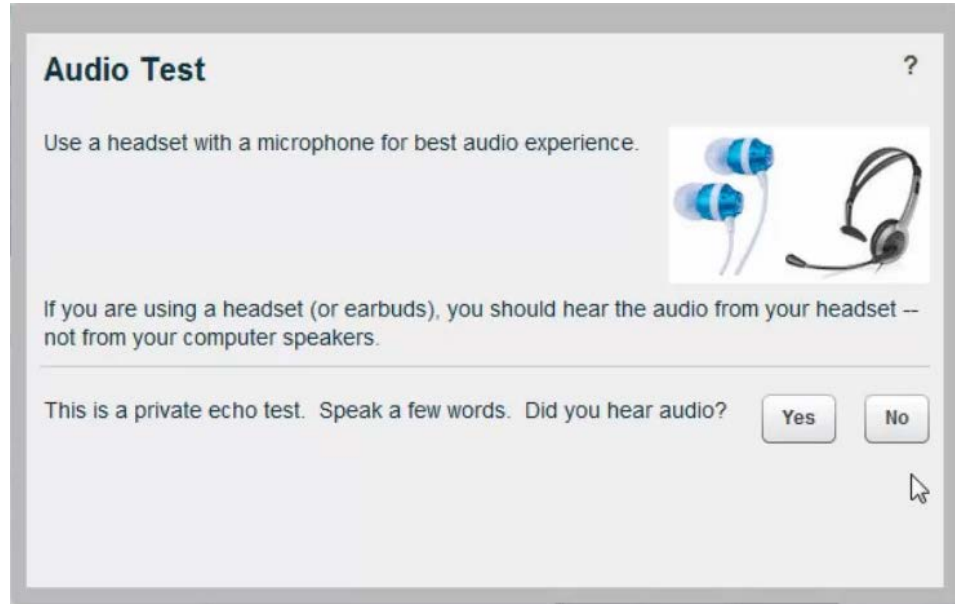 Audio Test
?
Use a headset with a microphone for best audio experience.
If you are using a headset (or earbuds), you should hear the audio from your headset --
not from your computer speakers.
This is a private echo test.  Speak a few words.  Did you hear audio?
Yes
No